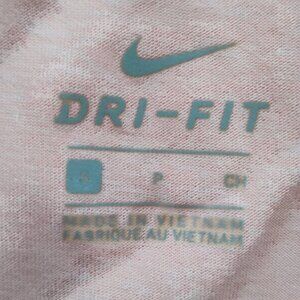 DRI-FIT
S P CH
MADE IN VIETNAM
FABRIQUÉ AU VIETNAM